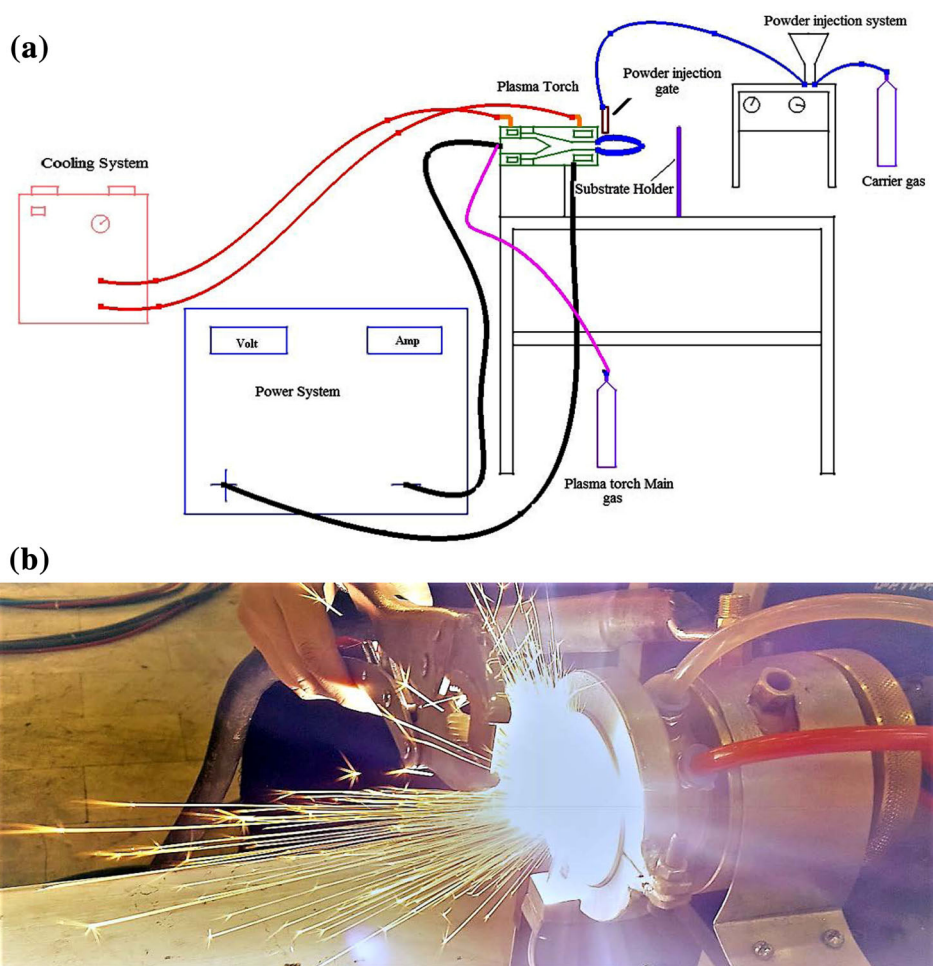 (a)
Powder injection system
Plasma Torch
Powder injection
gate
Cooling System
Substrate Holder
Carrier gas
Volt
Amp
Power System
Plasma torch Main
gas
(b)